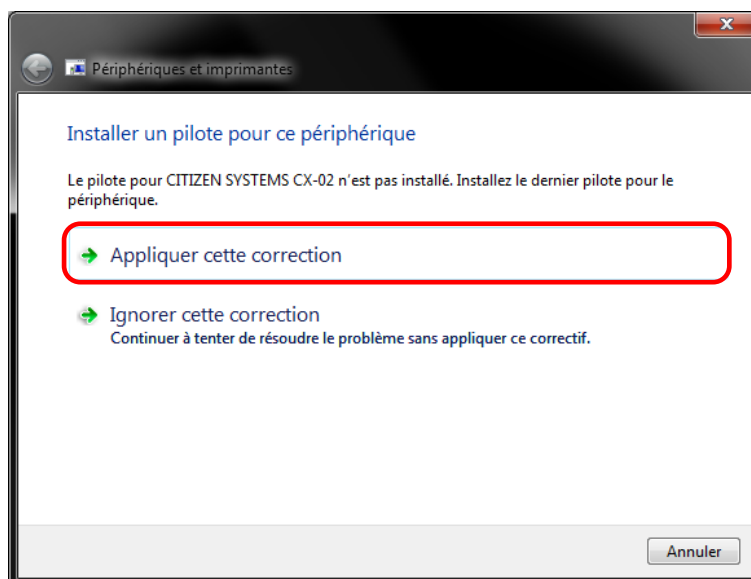 Périphériques et imprimantes
Installer un pilote pour ce périphérique
Le pilote pour CITIZEN SYSTEMS CX-02 n'est pas installé. Installez le dernier pilote pour le
périphérique.
Appliquer cette correction
Ignorer cette correction
Continuer à tenter de résoudre le problème sans appliquer ce correctif.
Annuler